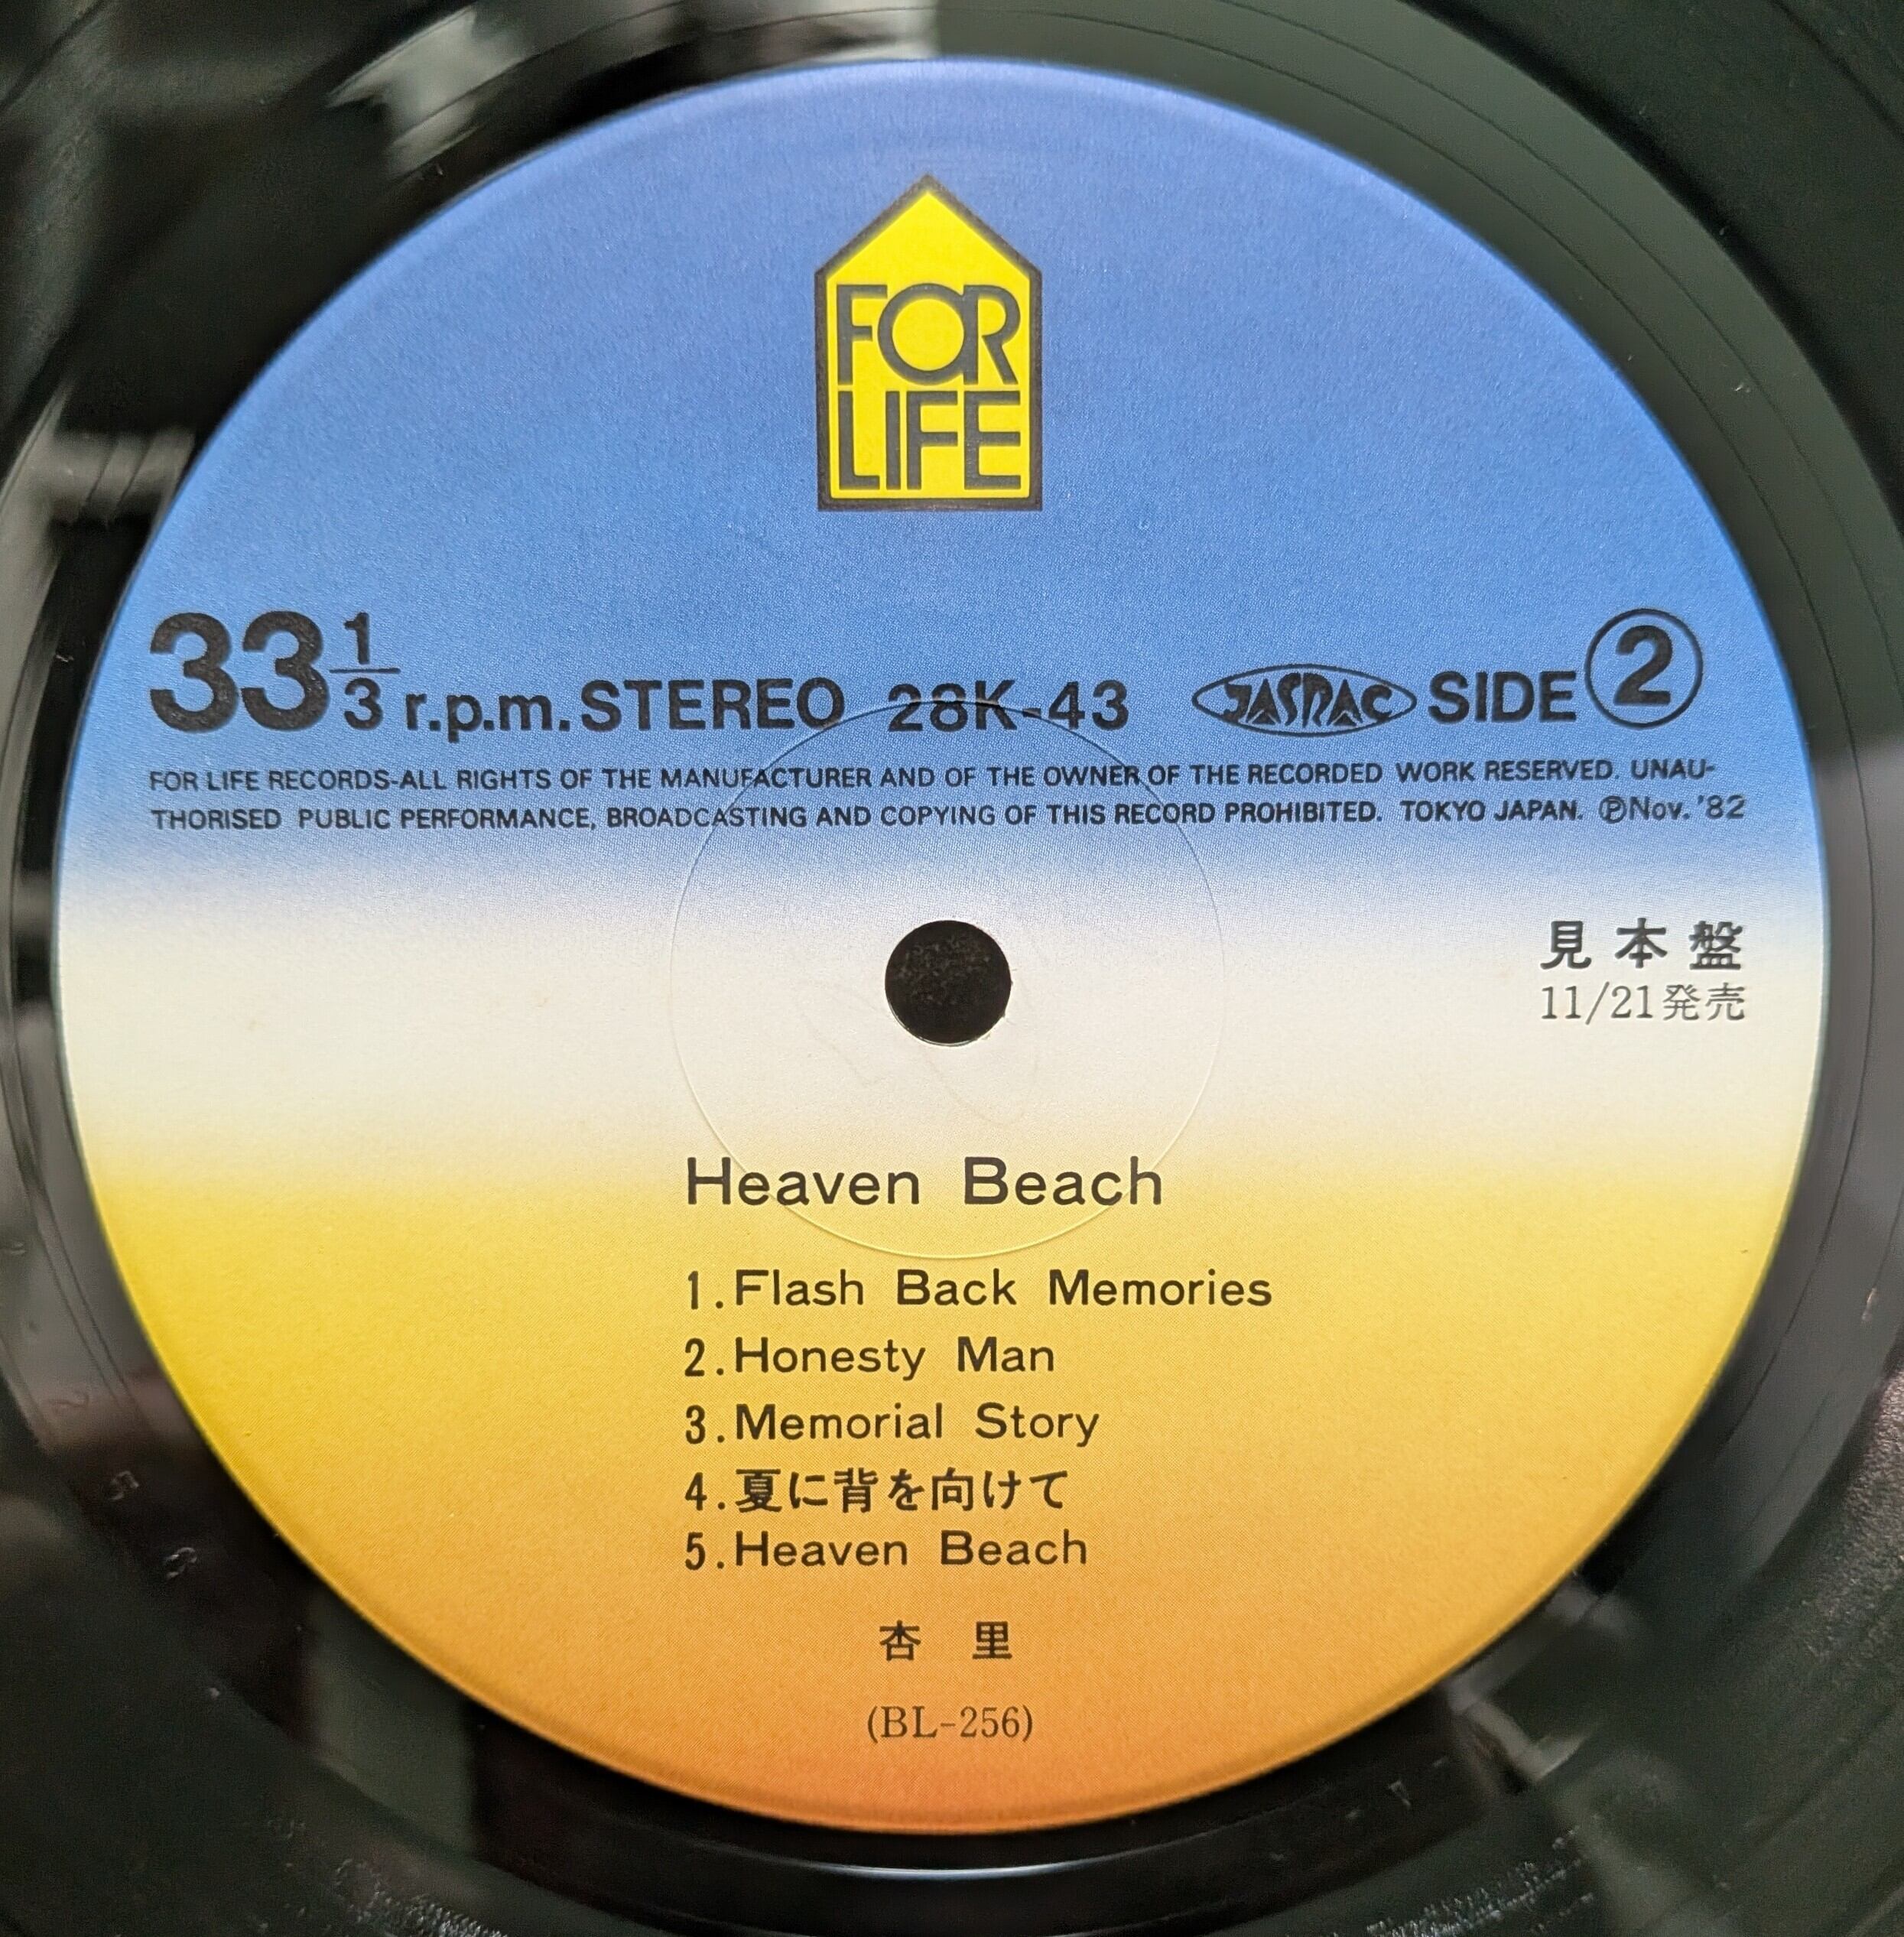 FOR
LIFE
33 1/3 r.p.m. STEREO 28K-43 JASRAC SIDE ②
FOR LIFE RECORDS-ALL RIGHTS OF THE MANUFACTURER AND OF THE OWNER OF THE RECORDED WORK RESERVED. UNAU-
THORISED PUBLIC PERFORMANCE, BROADCASTING AND COPYING OF THIS RECORD PROHIBITED. TOKYO JAPAN. ℗Nov. '82
見本盤
11/21発売
Heaven Beach
1. Flash Back Memories
2. Honesty Man
3. Memorial Story
4. 夏に背を向けて
5. Heaven Beach
杏 里
(BL-256)